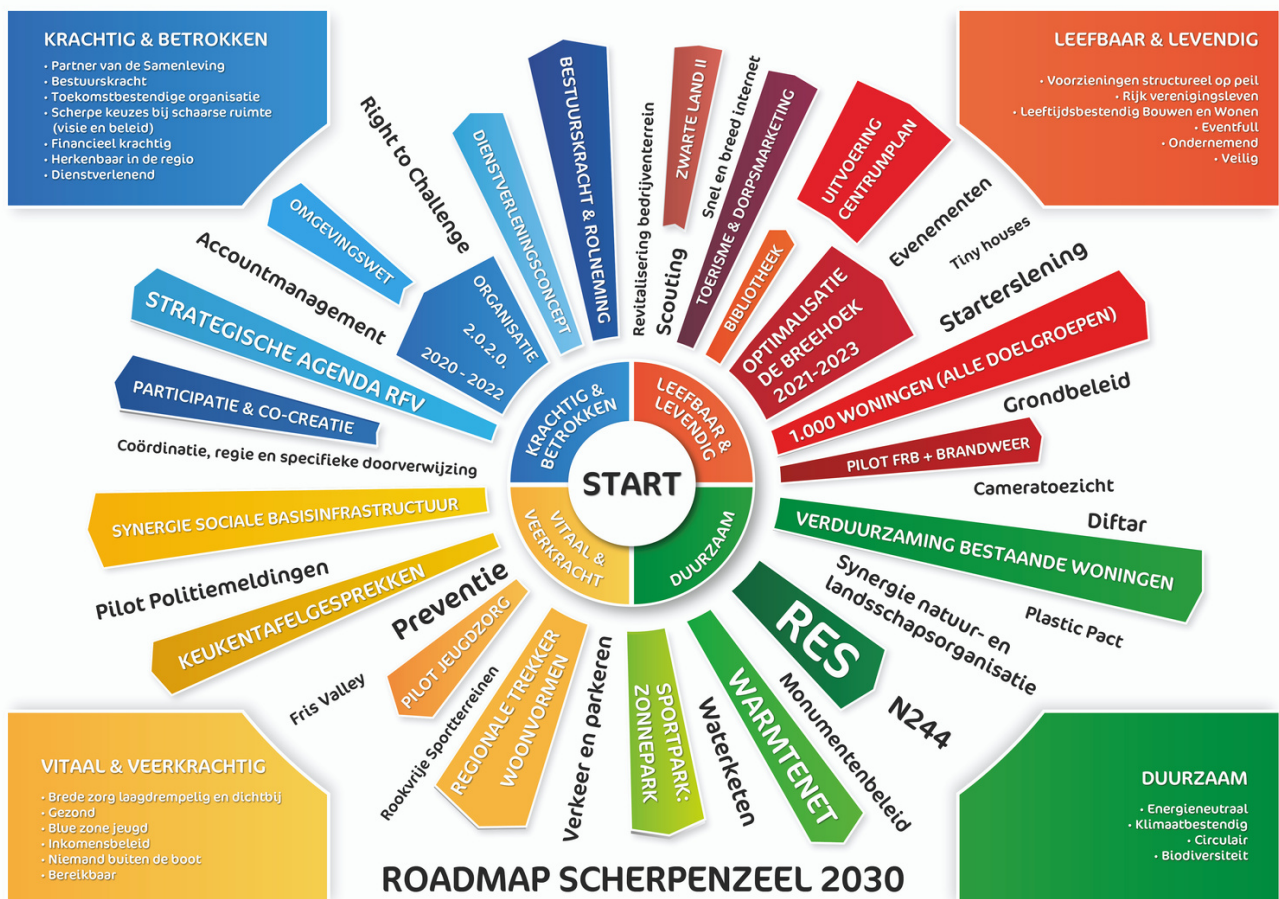 KRACHTIG & BETROKKEN
• Partner van de Samenleving
• Bestuurskracht
• Toekomstbestendige organisatie
• Scherpe keuzes bij schaarse ruimte
(visie en beleid)
• Financieel krachtig
• Herkenbaar in de regio
• Dienstverlenend
LEEFBAAR & LEVENDIG
• Voorzieningen structureel op peil
• Rijk verenigingsleven
• Leeftijdsbestendig Bouwen en Wonen
• Eventfull
• Ondernemend
• Veilig
Coördinatie, regie en specifieke doorverwijzing
PARTICIPATIE & CO-CREATIE
STRATEGISCHE AGENDA RFV
Accountmanagement
OMGEVINGSWET
ORGANISATIE
2.0.2.0.
2020 - 2022
Right to Challenge
DIENSTVERLENINGSCONCEPT
BESTUURSKRACHT & ROLNEMING
Revitalisering bedrijventerrein
Scouting
ZWARTE LAND II
Snel en breed internet
TOERISME & DORPSMARKETING
BIBLIOTHEEK
UITVOERING
CENTRUMPLAN
OPTIMALISATIE
DE BREEHOEK
2021-2023
Evenementen
Tiny houses
Starterslening
1.000 WONINGEN (ALLE DOELGROEPEN)
Grondbeleid
PILOT FRB + BRANDWEER
Cameratoezicht
KRACHTIG &
BETROKKEN
LEEFBAAR &
LEVENDIG
START
VITAAL &
VEERKRACHT
DUURZAAM
Diftar
VERDUURZAMING BESTAANDE WONINGEN
Plastic Pact
Synergie natuur- en
landsschapsorganisatie
RES
N244
Monumentenbeleid
WARMTENET
Waterketen
SPORTPARK:
ZONNEPARK
Verkeer en parkeren
REGIONALE TREKKER
WOONVORMEN
Rookvrije Sportterreinen
PILOT JEUGDZORG
Fris Valley
Preventie
KEUKENTAFELGESPREKKEN
Pilot Politiemeldingen
SYNERGIE SOCIALE BASISINFRASTRUCTUUR
VITAAL & VEERKRACHTIG
• Brede zorg laagdrempelig en dichtbij
• Gezond
• Blue zone jeugd
• Inkomensbeleid
• Niemand buiten de boot
• Bereikbaar
DUURZAAM
• Energieneutraal
• Klimaatbestendig
• Circulair
• Biodiversiteit
ROADMAP SCHERPENZEEL 2030